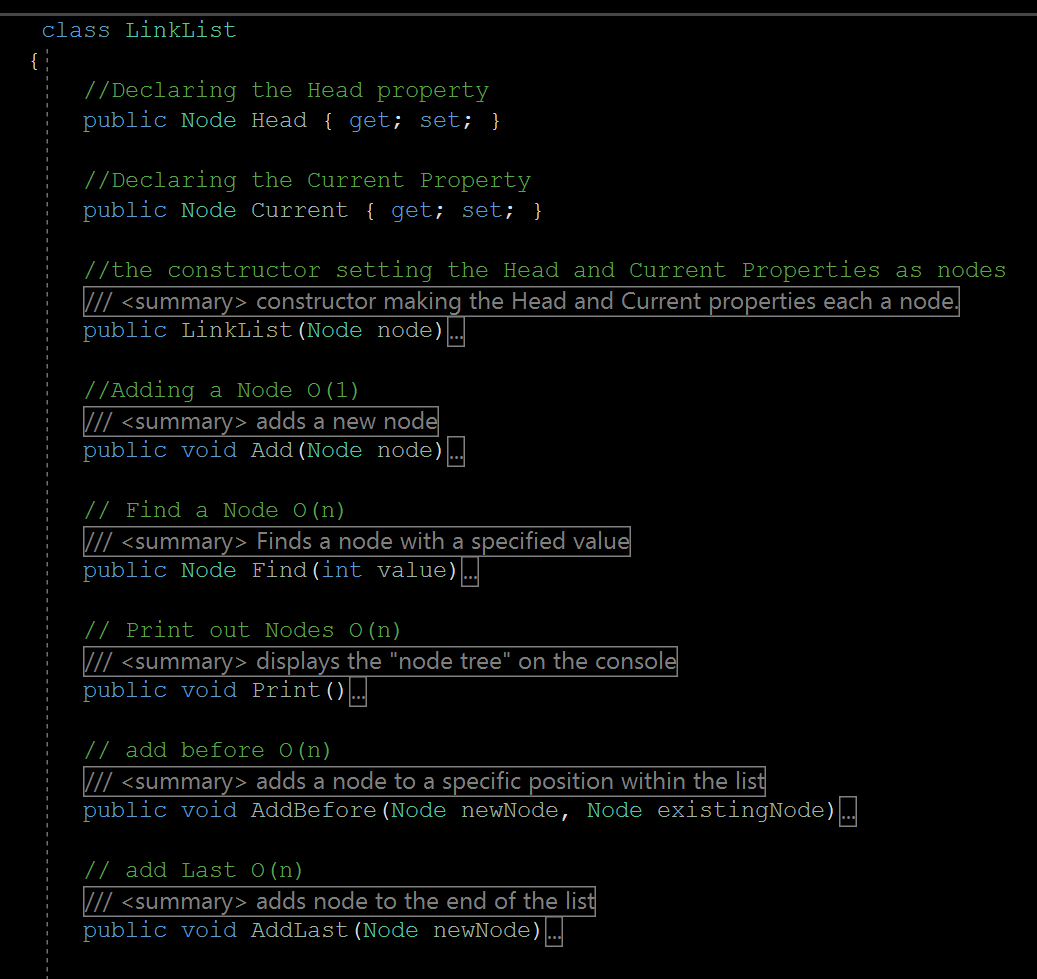 class LinkList
{
//Declaring the Head property
public Node Head { get; set; }
//Declaring the Current Property
public Node Current { get; set; }
//the constructor setting the Head and Current Properties as nodes
/// <summary> constructor making the Head and Current properties each a node.
public LinkList(Node node)...
//Adding a Node O(1)
/// <summary> adds a new node
public void Add(Node node)...
// Find a Node O(n)
/// <summary> Finds a node with a specified value
public Node Find(int value)...
// Print out Nodes O(n)
/// <summary> displays the "node tree" on the console
public void Print()...
// add before O(n)
/// <summary> adds a node to a specific position within the list
public void AddBefore(Node newNode, Node existingNode)...
// add Last O(n)
/// <summary> adds node to the end of the list
public void AddLast(Node newNode)...